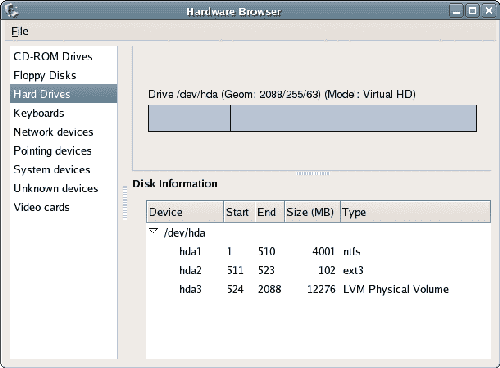 Hardware Browser
File
CD-ROM Drives
Floppy Disks
Hard Drives
Keyboards
Network devices
Pointing devices
System devices
Unknown devices
Video cards
Drive /dev/hda (Geom: 2088/255/63) (Mode : Virtual HD)
Disk Information
Device Start End Size (MB) Type
/dev/hda
hda1 1 510 4001 ntfs
hda2 511 523 102 ext3
hda3 524 2088 12276 LVM Physical Volume